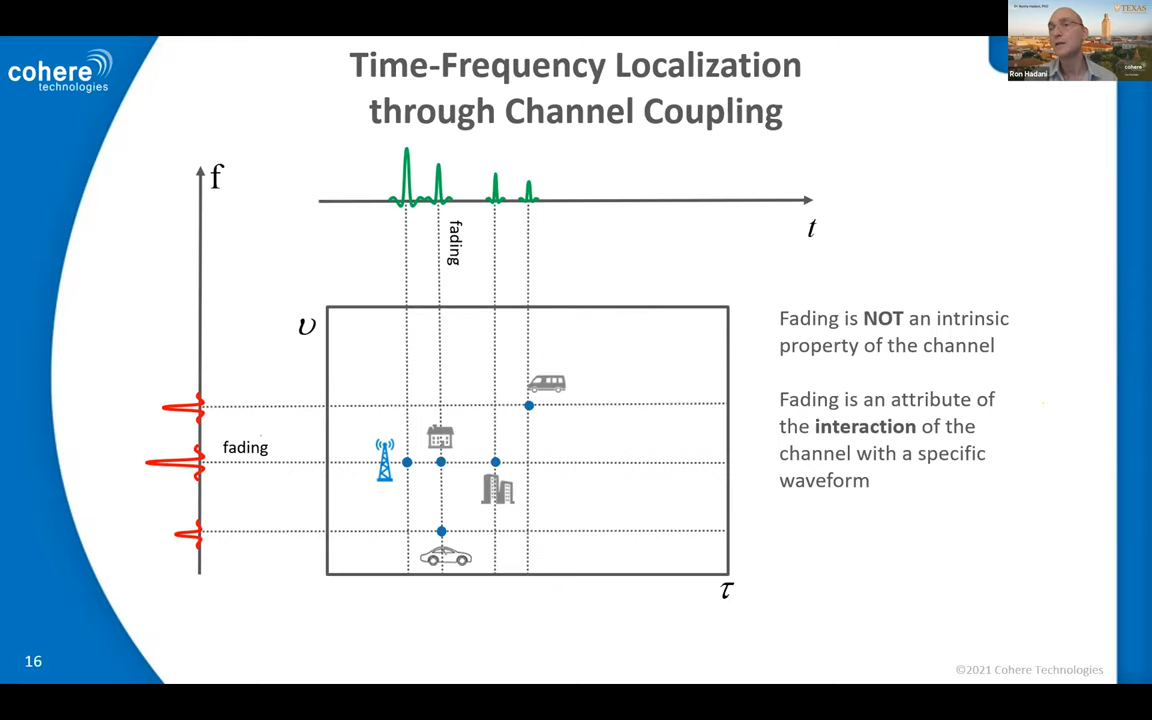 Ron Hadani
TEXAS
cohere
cohere
technologies
Time-Frequency Localization
through Channel Coupling
f
t
fading
υ
Fading is NOT an intrinsic
property of the channel
Fading is an attribute of
the interaction of the
channel with a specific
waveform
fading
τ
16
©2021 Cohere Technologies